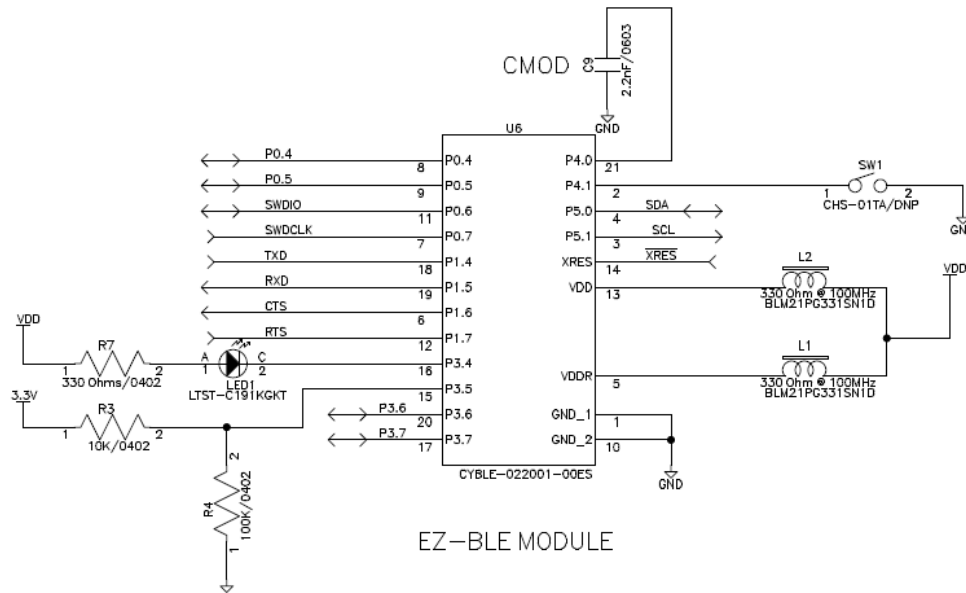 CMOD
C9
2.2nF/0603
GND
U6
P0.4
8
P0.4
P4.0
21
P0.5
9
P0.5
P4.1
2
SW1
1
2
CHS-01TA/DNP
GN
SWDIO
11
P0.6
P5.0
4
SDA
SWDCLK
7
P0.7
P5.1
3
SCL
TXD
18
P1.4
XRES
14
XRES
RXD
19
P1.5
VDD
13
L2
330 Ohm @ 100MHz
BLM21PG331SN1D
VDD
CTS
6
P1.6
RTS
12
P1.7
VDD
R7
1
2
330 Ohms/0402
A
C
1
2
LED1
LTST-C191KGKT
16
P3.4
VDDR
5
L1
330 Ohm @ 100MHz
BLM21PG331SN1D
15
P3.5
3.3V
R3
1
2
10K/0402
P3.6
20
P3.6
GND_1
1
P3.7
17
P3.7
GND_2
10
GND
CYBLE-022001-00ES
2
R4
100K/0402
1
EZ-BLE MODULE